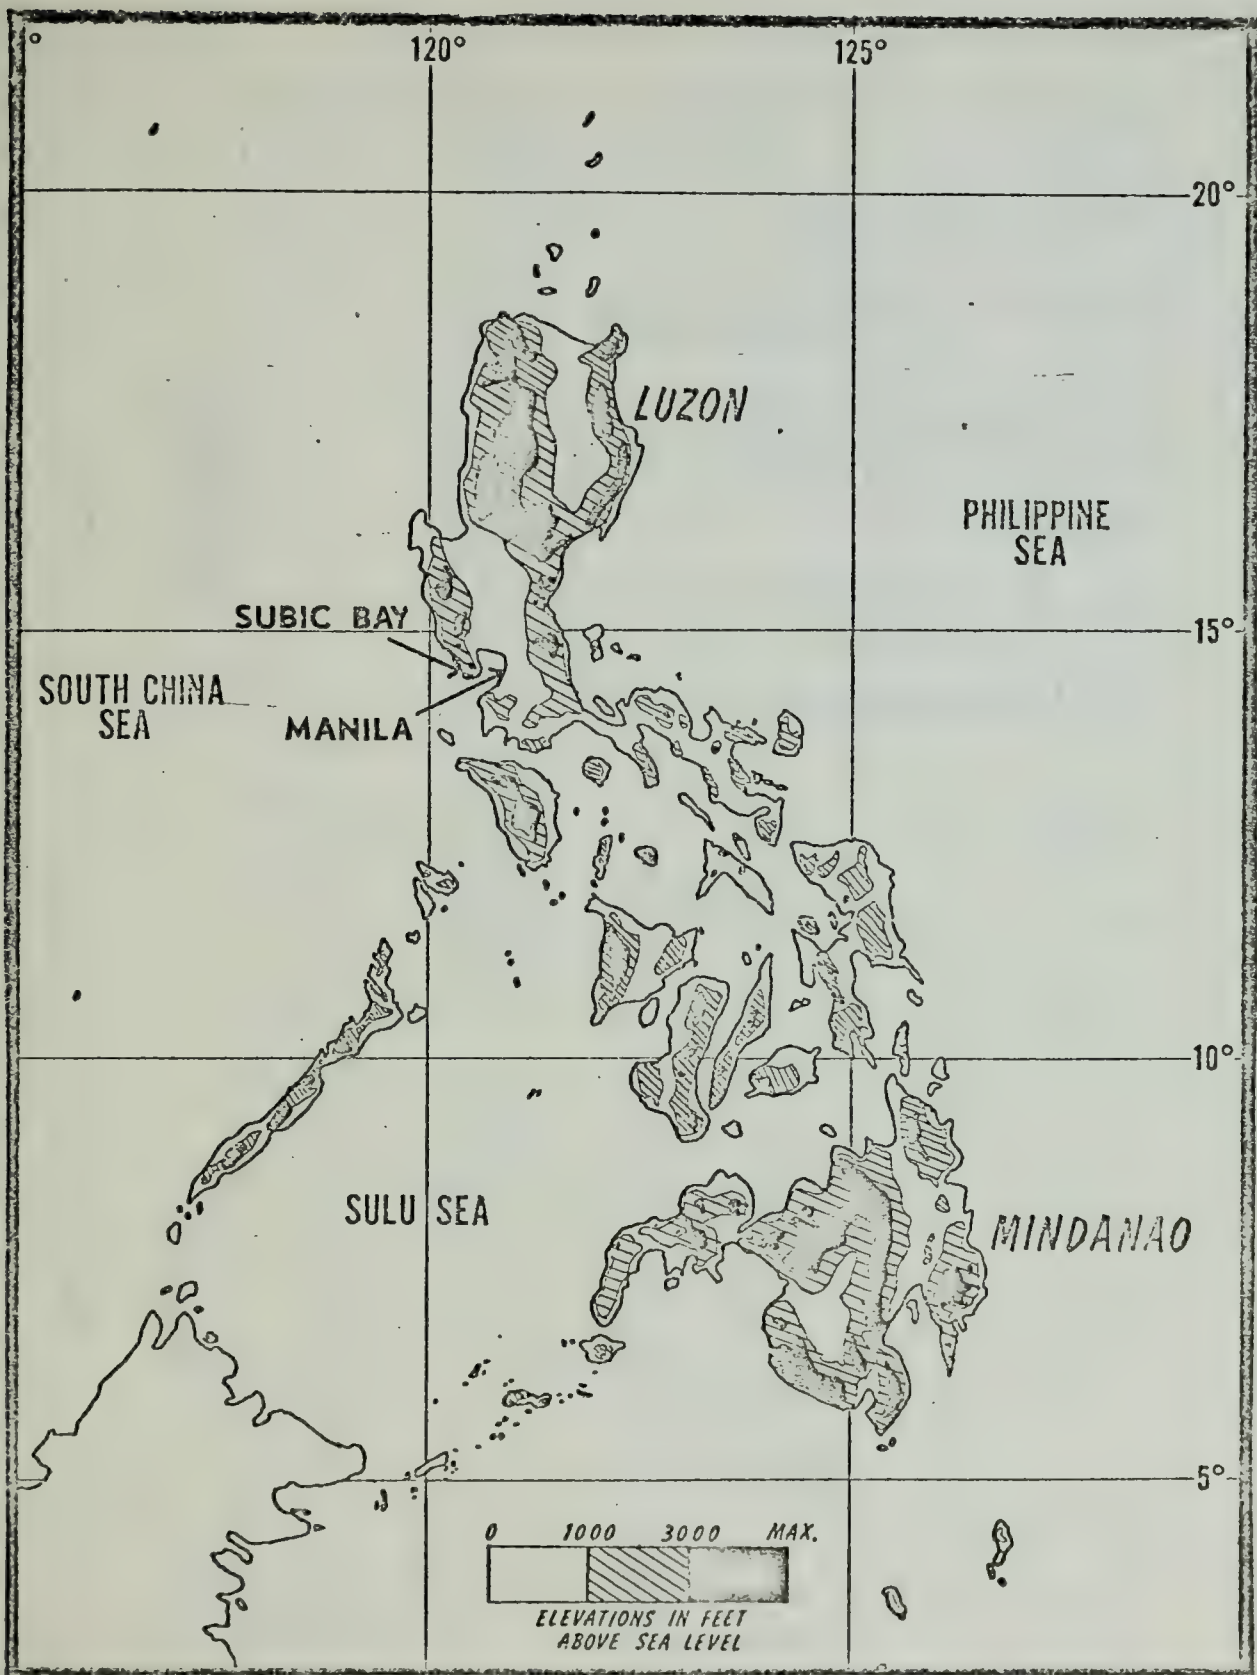 °
120°
125°
20°
LUZON
PHILIPPINE
SEA
SUBIC BAY
15°
SOUTH CHINA
SEA
MANILA
10°
SULU SEA
MINDANAO
5°
0 1000 3000 MAX.
ELEVATIONS IN FEET
ABOVE SEA LEVEL